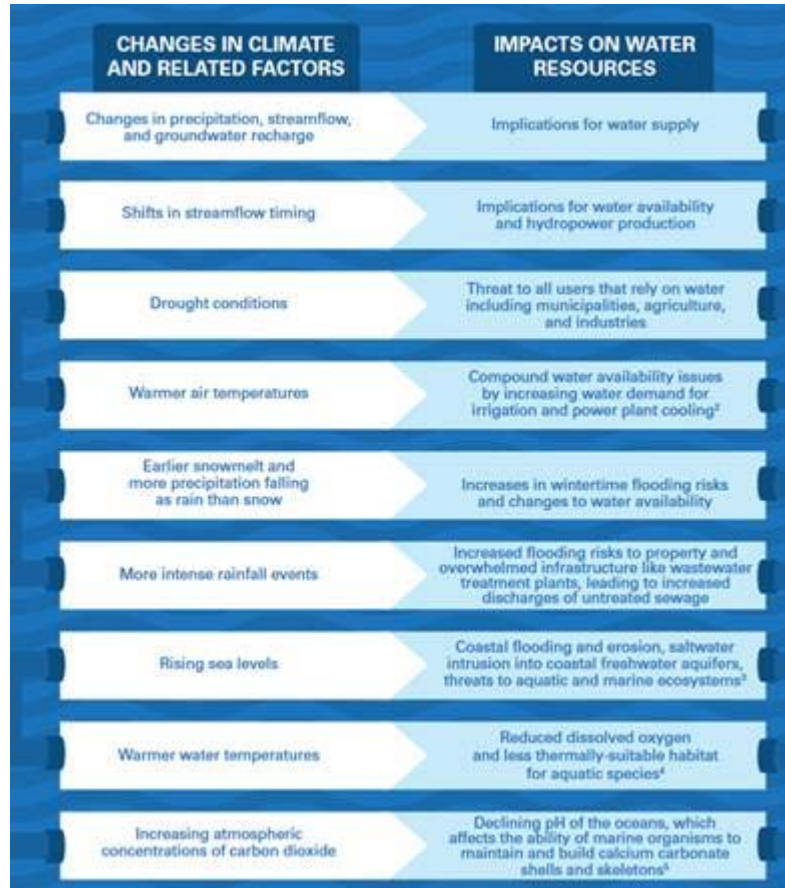 CHANGES IN CLIMATE
AND RELATED FACTORS
IMPACTS ON WATER
RESOURCES
Changes in precipitation, streamflow,
and groundwater recharge
Implications for water supply
Shifts in streamflow timing
Implications for water availability
and hydropower production
Drought conditions
Threat to all users that rely on water
including municipalities, agriculture,
and industries
Warmer air temperatures
Compound water availability issues
by increasing water demand for
irrigation and power plant cooling²
Earlier snowmelt and
more precipitation falling
as rain than snow
Increases in wintertime flooding risks
and changes to water availability
More intense rainfall events
Increased flooding risks to property and
overwhelmed infrastructure like wastewater
treatment plants, leading to increased
discharges of untreated sewage
Rising sea levels
Coastal flooding and erosion, saltwater
intrusion into coastal freshwater aquifers,
threats to aquatic and marine ecosystems³
Warmer water temperatures
Reduced dissolved oxygen
and less thermally-suitable habitat
for aquatic species⁴
Increasing atmospheric
concentrations of carbon dioxide
Declining pH of the oceans, which
affects the ability of marine organisms to
maintain and build calcium carbonate
shells and skeletons⁵